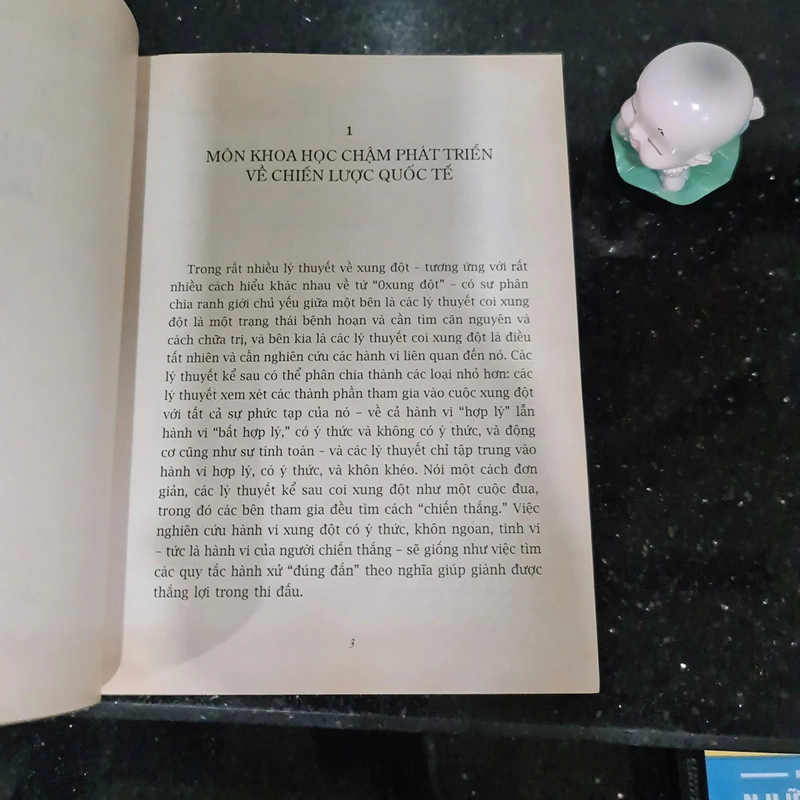 1
MÔN KHOA HỌC CHẬM PHÁT TRIỂN
VỀ CHIẾN LƯỢC QUỐC TẾ
Trong rất nhiều lý thuyết về xung đột – tương ứng với rất
nhiều cách hiểu khác nhau về từ “0xung đột” – có sư phân
chia ranh giới chủ yếu giữa một bên là các lý thuyết coi xung
đột là một trạng thái bệnh hoạn và cần tìm căn nguyên và
cách chữa trị, và bên kia là các lý thuyết coi xung đột là điều
tất nhiên và cần nghiên cứu các hành vi liên quan đến nó. Các
lý thuyết kể sau có thể phân chia thành các loại nhỏ hơn: các
lý thuyết xem xét các thành phần tham gia vào cuộc xung đột
với tất cả sự phức tạp của nó – về cả hành vi “hợp lý” lẫn
hành vi “bất hợp lý,” có ý thức và không có ý thức, và động
cơ cũng như sự tính toán – và các lý thuyết chỉ tập trung vào
hành vi hợp lý, có ý thức, và khôn khéo. Nói một cách đơn
giản, các lý thuyết kể sau coi xung đột như một cuộc đua,
trong đó các bên tham gia đều tìm cách “chiến thắng.” Việc
nghiên cứu hành vi xung đột có ý thức, khôn ngoan, tinh vi
– tức là hành vi của người chiến thắng – sẽ giống như việc tìm
các quy tắc hành xử “đúng đắn” theo nghĩa giúp giành được
thắng lợi trong thi đấu.
3